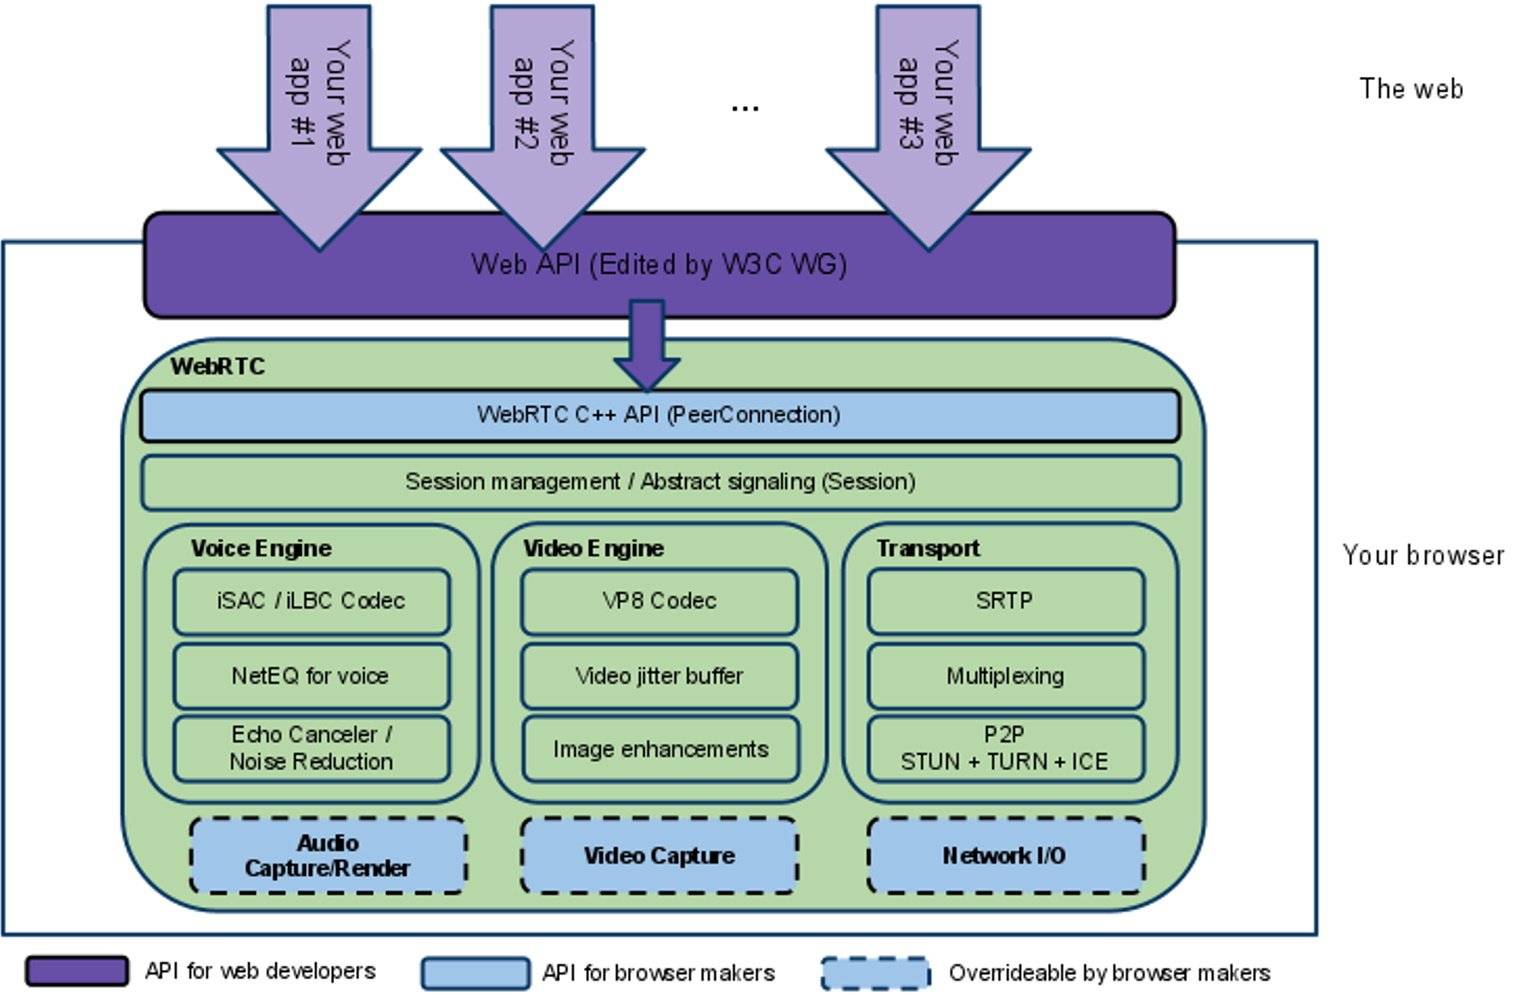 Your web
app #1
Your web
app #2
...
Your web
app #3
The web
Web API (Edited by W3C WG)
WebRTC
WebRTC C++ API (PeerConnection)
Session management / Abstract signaling (Session)
Voice Engine
iSAC / iLBC Codec
NetEQ for voice
Echo Canceler /
Noise Reduction
Video Engine
VP8 Codec
Video jitter buffer
Image enhancements
Transport
SRTP
Multiplexing
P2P
STUN + TURN + ICE
Your browser
Audio
Capture/Render
Video Capture
Network I/O
API for web developers
API for browser makers
Overrideable by browser makers